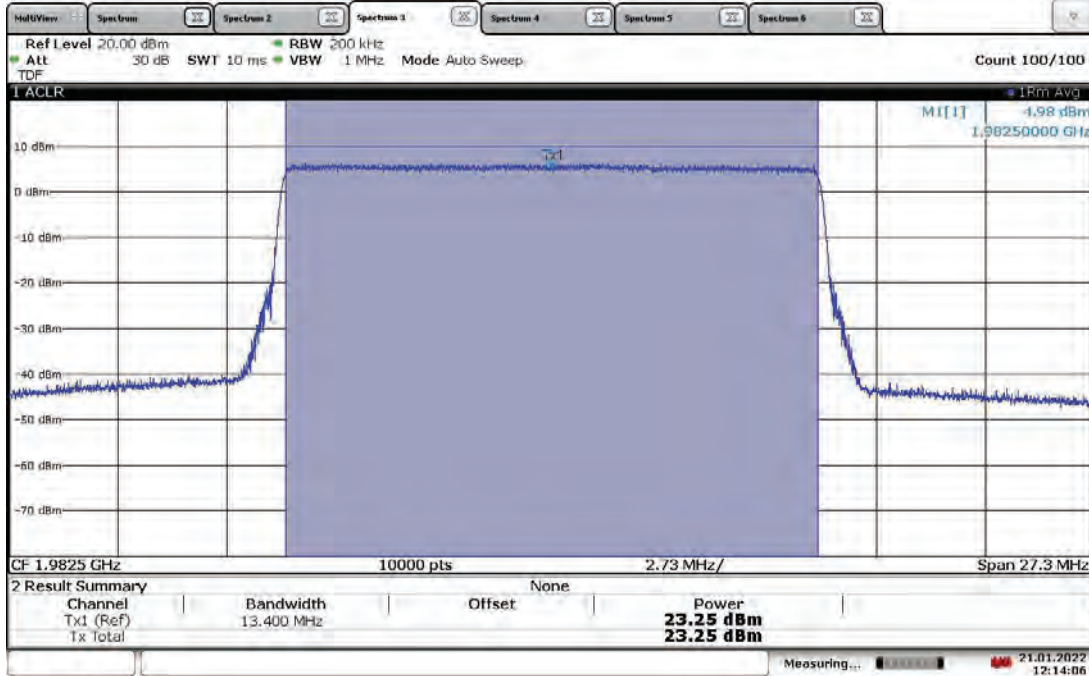 MultiView Spectrum Spectrum 2 Spectrum 3 Spectrum 4 Spectrum 5 Spectrum 6
Ref Level 20.00 dBm RBW 200 kHz
Att 30 dB SWT 10 ms VBW 1 MHz Mode Auto Sweep Count 100/100
TDF
1 ACLR 1Rm Avg
M1[1] 4.98 dBm
1.98250000 GHz
10 dBm
Tx1
0 dBm
-10 dBm
-20 dBm
-30 dBm
-40 dBm
-50 dBm
-60 dBm
-70 dBm
CF 1.9825 GHz 10000 pts 2.73 MHz/ Span 27.3 MHz
2 Result Summary None
Channel Bandwidth Offset Power
Tx1 (Ref) 13.400 MHz 23.25 dBm
Tx Total 23.25 dBm
Measuring... 21.01.2022
12:14:06